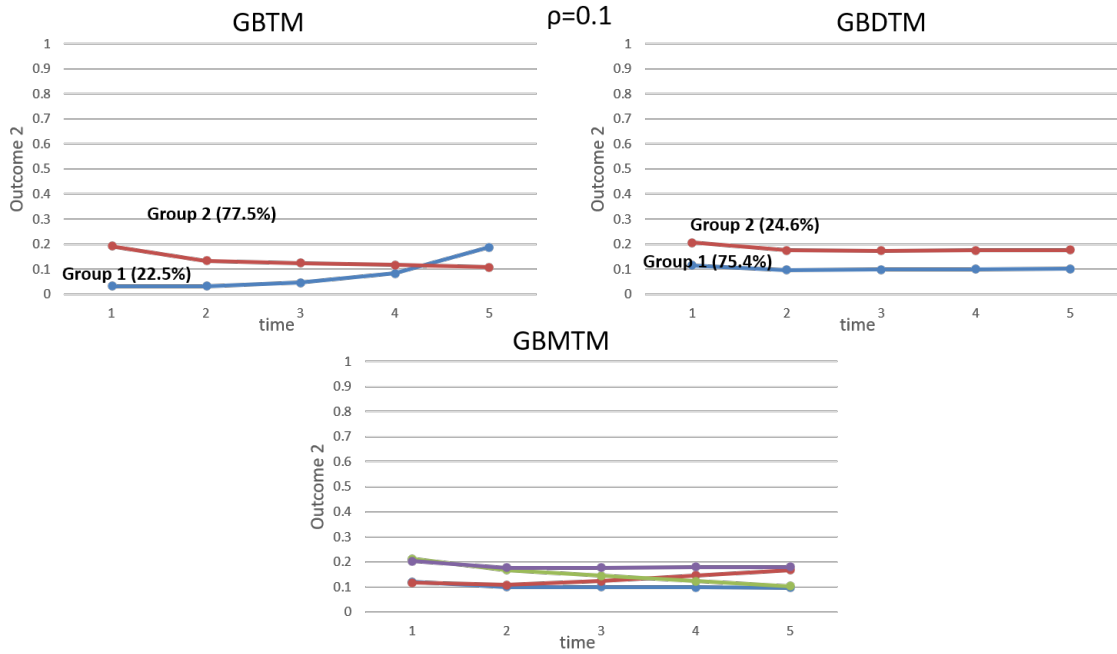 ρ=0.1
GBTM
1
0.9
0.8
0.7
0.6
0.5
0.4
0.3
0.2
0.1
0
Outcome 2
Group 2 (77.5%)
Group 1 (22.5%)
1 2 3 4 5
time
GBDTM
1
0.9
0.8
0.7
0.6
0.5
0.4
0.3
0.2
0.1
0
Outcome 2
Group 2 (24.6%)
Group 1 (75.4%)
1 2 3 4 5
time
GBMTM
1
0.9
0.8
0.7
0.6
0.5
0.4
0.3
0.2
0.1
0
Outcome 2
1 2 3 4 5
time